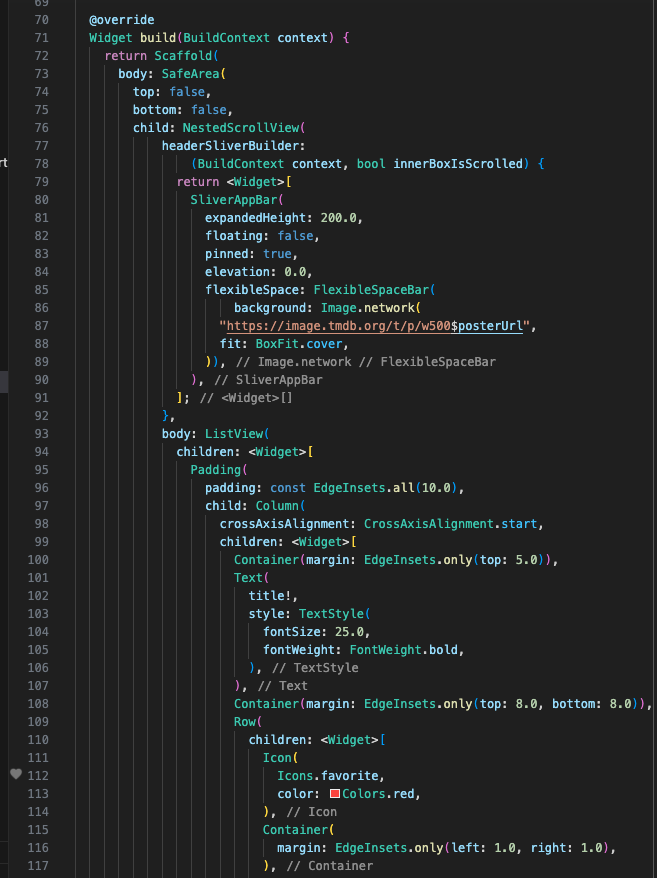 69
70 @override
71 Widget build(BuildContext context) {
72 return Scaffold(
73 body: SafeArea(
74 top: false,
75 bottom: false,
76 child: NestedScrollView(
77 headerSliverBuilder:
78 (BuildContext context, bool innerBoxIsScrolled) {
79 return <Widget>[
80 SliverAppBar(
81 expandedHeight: 200.0,
82 floating: false,
83 pinned: true,
84 elevation: 0.0,
85 flexibleSpace: FlexibleSpaceBar(
86 background: Image.network(
87 "https://image.tmdb.org/t/p/w500$posterUrl",
88 fit: BoxFit.cover,
89 )), // Image.network // FlexibleSpaceBar
90 ), // SliverAppBar
91 ]; // <Widget>[]
92 },
93 body: ListView(
94 children: <Widget>[
95 Padding(
96 padding: const EdgeInsets.all(10.0),
97 child: Column(
98 crossAxisAlignment: CrossAxisAlignment.start,
99 children: <Widget>[
100 Container(margin: EdgeInsets.only(top: 5.0)),
101 Text(
102 title!,
103 style: TextStyle(
104 fontSize: 25.0,
105 fontWeight: FontWeight.bold,
106 ), // TextStyle
107 ), // Text
108 Container(margin: EdgeInsets.only(top: 8.0, bottom: 8.0)),
109 Row(
110 children: <Widget>[
111 Icon(
112 Icons.favorite,
113 color: Colors.red,
114 ), // Icon
115 Container(
116 margin: EdgeInsets.only(left: 1.0, right: 1.0),
117 ), // Container
rt